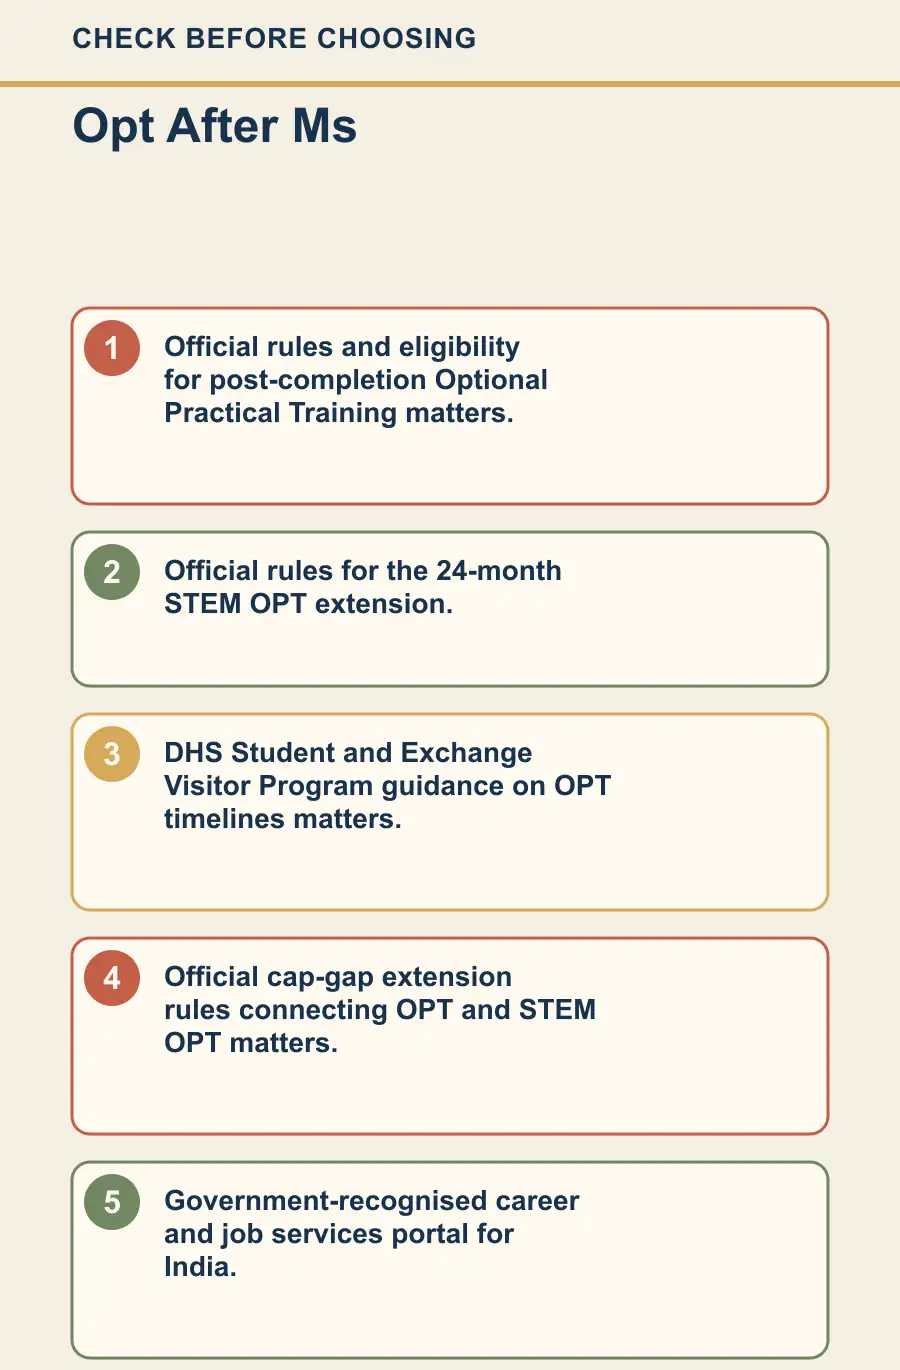 CHECK BEFORE CHOOSING
Opt After Ms
1
Official rules and eligibility
for post-completion Optional
Practical Training matters.
2
Official rules for the 24-month
STEM OPT extension.
3
DHS Student and Exchange
Visitor Program guidance on OPT
timelines matters.
4
Official cap-gap extension
rules connecting OPT and STEM
OPT matters.
5
Government-recognised career
and job services portal for
India.